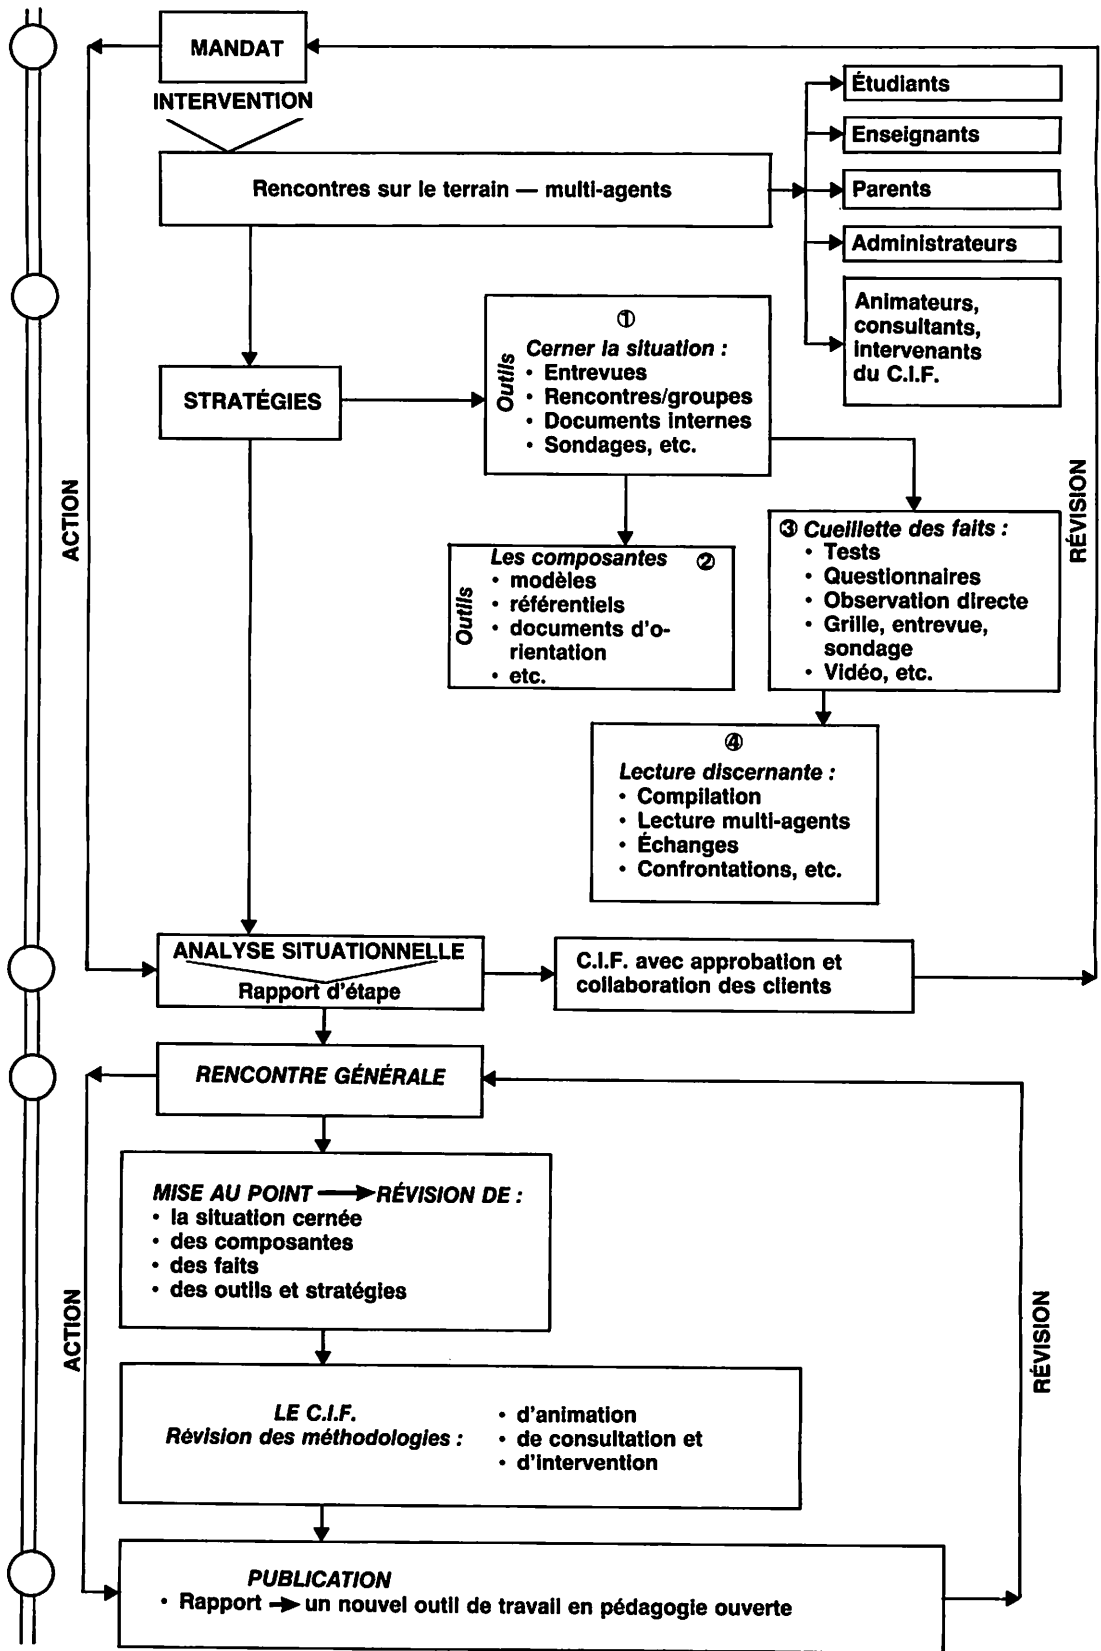 MANDAT
INTERVENTION
Rencontres sur le terrain — multi-agents
Étudiants
Enseignants
Parents
Administrateurs
Animateurs,
consultants,
intervenants
du C.I.F.
STRATÉGIES
Outils
①
Cerner la situation :
• Entrevues
• Rencontres/groupes
• Documents internes
• Sondages, etc.
ACTION
RÉVISION
Outils
Les composantes ②
• modèles
• référentiels
• documents d'o-
rientation
• etc.
③ Cueillette des faits :
• Tests
• Questionnaires
• Observation directe
• Grille, entrevue,
sondage
• Vidéo, etc.
④
Lecture discernante :
• Compilation
• Lecture multi-agents
• Échanges
• Confrontations, etc.
ANALYSE SITUATIONNELLE
Rapport d'étape
C.I.F. avec approbation et
collaboration des clients
RENCONTRE GÉNÉRALE
MISE AU POINT → RÉVISION DE :
• la situation cernée
• des composantes
• des faits
• des outils et stratégies
ACTION
RÉVISION
LE C.I.F.
Révision des méthodologies :
• d'animation
• de consultation et
• d'intervention
PUBLICATION
• Rapport → un nouvel outil de travail en pédagogie ouverte